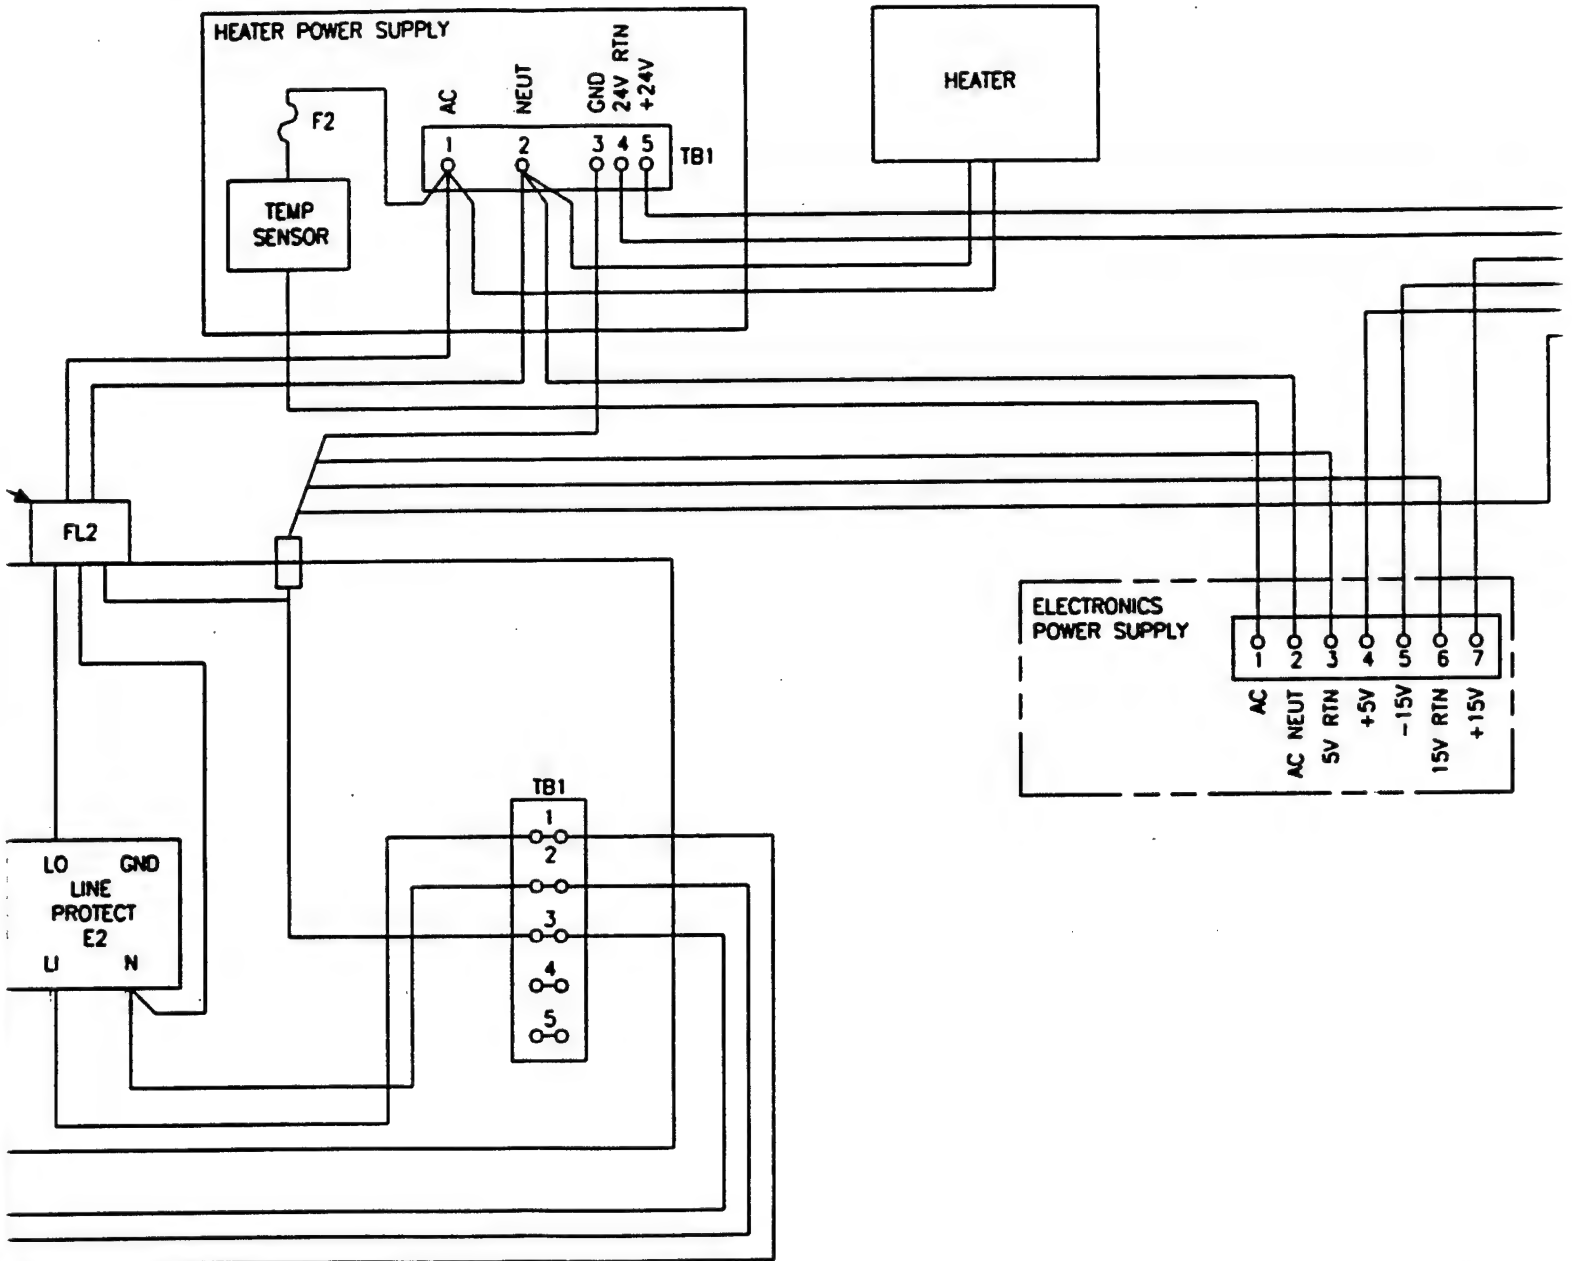 HEATER POWER SUPPLY
F2
TEMP
SENSOR
AC
NEUT
GND
24V RTN
+24V
1 2 3 4 5
TB1
HEATER
FL2
ELECTRONICS
POWER SUPPLY
1 2 3 4 5 6 7
AC
AC NEUT
5V RTN
+5V
-15V
15V RTN
+15V
LO GND
LINE
PROTECT
E2
LI N
TB1
1
2
3
4
5